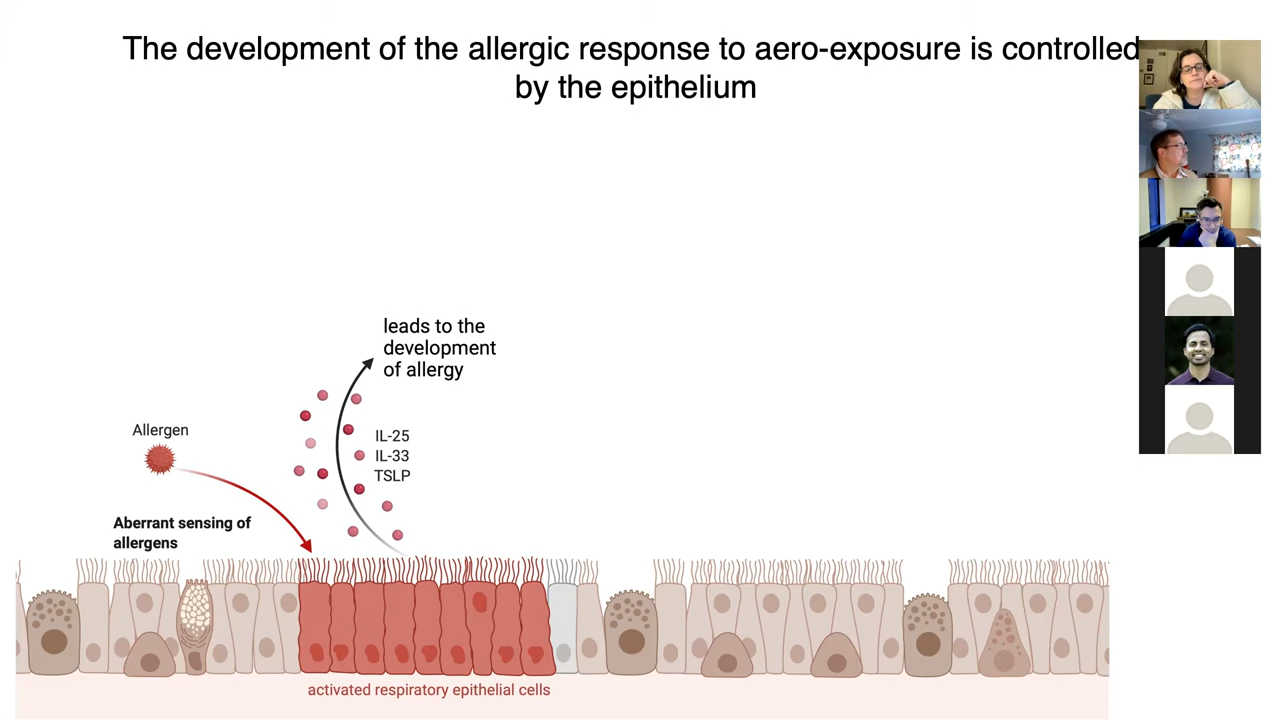 The development of the allergic response to aero-exposure is controlled
by the epithelium
leads to the
development
of allergy
Allergen
IL-25
IL-33
TSLP
Aberrant sensing of
allergens
activated respiratory epithelial cells